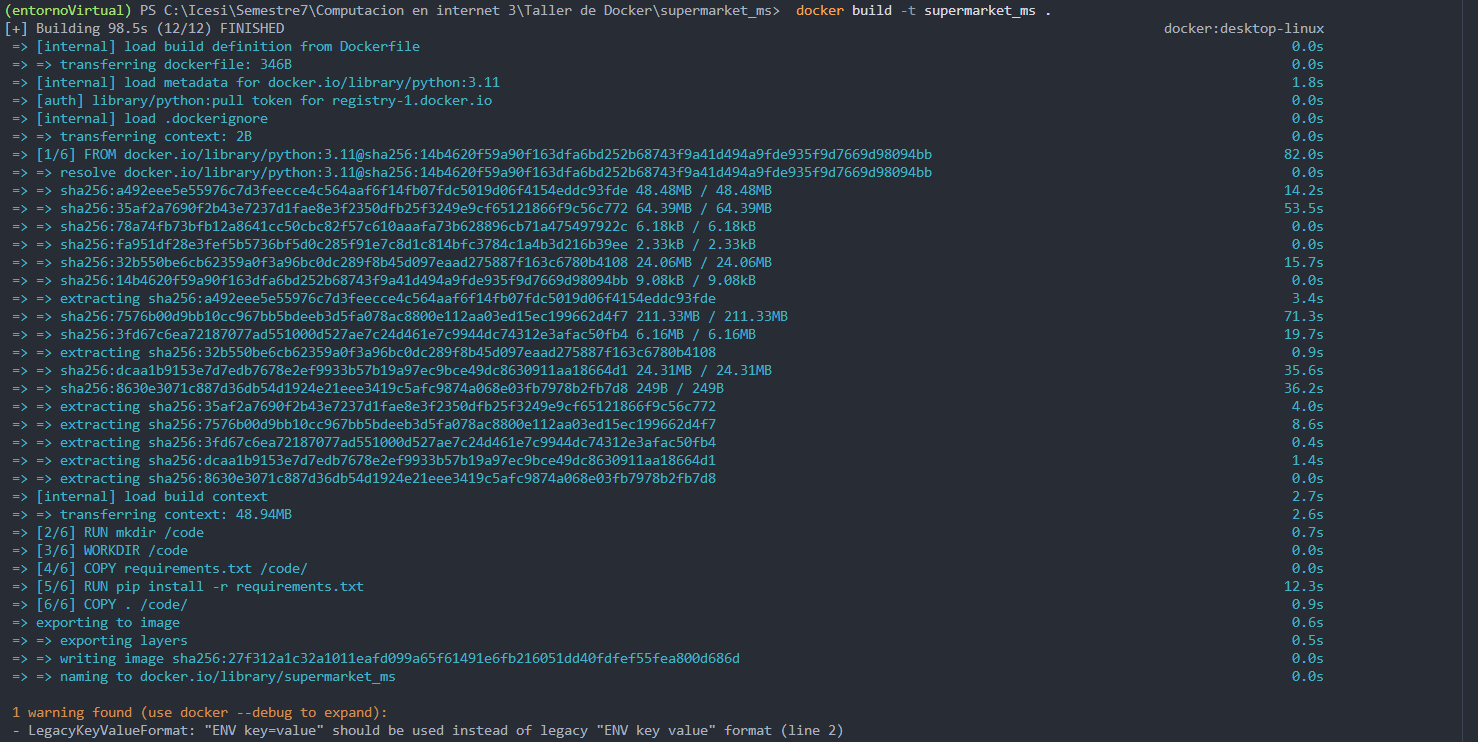 (entornoVirtual) PS C:\Icesi\Semestre7\Computacion en internet 3\Taller de Docker\supermarket_ms> docker build -t supermarket_ms .
[+] Building 98.5s (12/12) FINISHED docker:desktop-linux
=> [internal] load build definition from Dockerfile 0.0s
=> => transferring dockerfile: 346B 0.0s
=> [internal] load metadata for docker.io/library/python:3.11 1.8s
=> [auth] library/python:pull token for registry-1.docker.io 0.0s
=> [internal] load .dockerignore 0.0s
=> => transferring context: 2B 0.0s
=> [1/6] FROM docker.io/library/python:3.11@sha256:14b4620f59a90f163dfa6bd252b68743f9a41d494a9fde935f9d7669d98094bb 82.0s
=> => resolve docker.io/library/python:3.11@sha256:14b4620f59a90f163dfa6bd252b68743f9a41d494a9fde935f9d7669d98094bb 0.0s
=> => sha256:a492eee5e55976c7d3feecce4c564aaf6f14fb07fdc5019d06f4154eddc93fde 48.48MB / 48.48MB 14.2s
=> => sha256:35af2a7690f2b43e7237d1fae8e3f2350dfb25f3249e9cf65121866f9c56c772 64.39MB / 64.39MB 53.5s
=> => sha256:78a74fb73bfb12a8641cc50cbc82f57c610aaafa73b628896cb71a475497922c 6.18kB / 6.18kB 0.0s
=> => sha256:fa951df28e3fef5b5736bf5d0c285f91e7c8d1c814bfc3784c1a4b3d216b39ee 2.33kB / 2.33kB 0.0s
=> => sha256:32b550be6cb62359a0f3a96bc0dc289f8b45d097eaad275887f163c6780b4108 24.06MB / 24.06MB 15.7s
=> => sha256:14b4620f59a90f163dfa6bd252b68743f9a41d494a9fde935f9d7669d98094bb 9.08kB / 9.08kB 0.0s
=> => extracting sha256:a492eee5e55976c7d3feecce4c564aaf6f14fb07fdc5019d06f4154eddc93fde 3.4s
=> => sha256:7576b00d9bb10cc967bb5bdeeb3d5fa078ac8800e112aa03ed15ec199662d4f7 211.33MB / 211.33MB 71.3s
=> => sha256:3fd67c6ea72187077ad551000d527ae7c24d461e7c9944dc74312e3afac50fb4 6.16MB / 6.16MB 19.7s
=> => extracting sha256:32b550be6cb62359a0f3a96bc0dc289f8b45d097eaad275887f163c6780b4108 0.9s
=> => sha256:dcaa1b9153e7d7edb7678e2ef9933b57b19a97ec9bce49dc8630911aa18664d1 24.31MB / 24.31MB 35.6s
=> => sha256:8630e3071c887d36db54d1924e21eee3419c5afc9874a068e03fb7978b2fb7d8 249B / 249B 36.2s
=> => extracting sha256:35af2a7690f2b43e7237d1fae8e3f2350dfb25f3249e9cf65121866f9c56c772 4.0s
=> => extracting sha256:7576b00d9bb10cc967bb5bdeeb3d5fa078ac8800e112aa03ed15ec199662d4f7 8.6s
=> => extracting sha256:3fd67c6ea72187077ad551000d527ae7c24d461e7c9944dc74312e3afac50fb4 0.4s
=> => extracting sha256:dcaa1b9153e7d7edb7678e2ef9933b57b19a97ec9bce49dc8630911aa18664d1 1.4s
=> => extracting sha256:8630e3071c887d36db54d1924e21eee3419c5afc9874a068e03fb7978b2fb7d8 0.0s
=> [internal] load build context 2.7s
=> => transferring context: 48.94MB 2.6s
=> [2/6] RUN mkdir /code 0.7s
=> [3/6] WORKDIR /code 0.0s
=> [4/6] COPY requirements.txt /code/ 0.0s
=> [5/6] RUN pip install -r requirements.txt 12.3s
=> [6/6] COPY . /code/ 0.9s
=> exporting to image 0.6s
=> => exporting layers 0.5s
=> => writing image sha256:27f312a1c32a1011eafd099a65f61491e6fb216051dd40fdfef55fea800d686d 0.0s
=> => naming to docker.io/library/supermarket_ms 0.0s
1 warning found (use docker --debug to expand):
- LegacyKeyValueFormat: "ENV key=value" should be used instead of legacy "ENV key value" format (line 2)